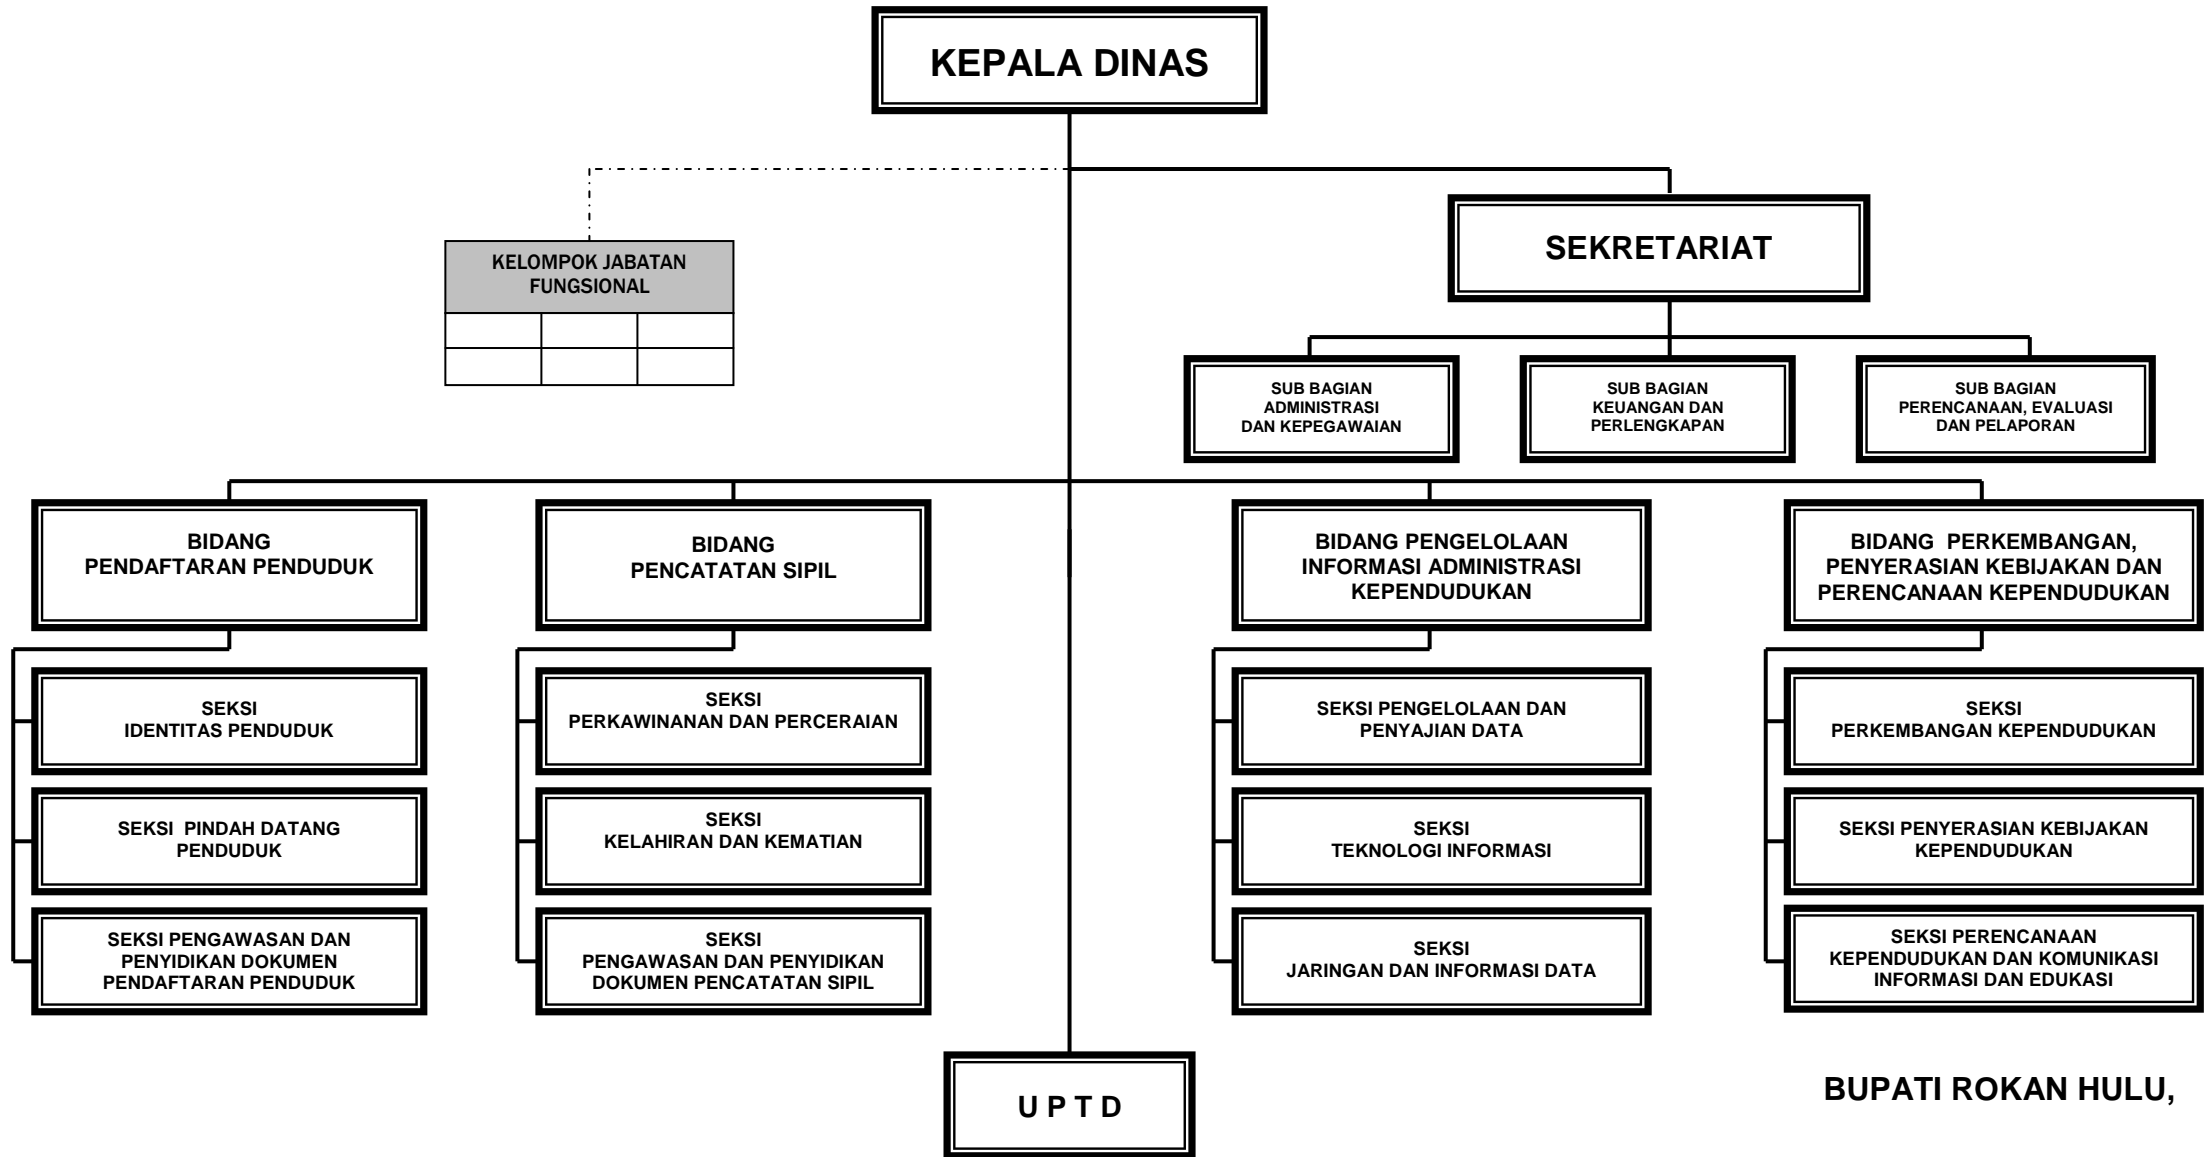 KEPALA DINAS
KELOMPOK JABATAN
FUNGSIONAL
SEKRETARIAT
SUB BAGIAN
ADMINISTRASI
DAN KEPEGAWAIAN
SUB BAGIAN
KEUANGAN DAN
PERLENGKAPAN
SUB BAGIAN
PERENCANAAN, EVALUASI
DAN PELAPORAN
BIDANG
PENDAFTARAN PENDUDUK
BIDANG
PENCATATAN SIPIL
BIDANG PENGELOLAAN
INFORMASI ADMINISTRASI
KEPENDUDUKAN
BIDANG PERKEMBANGAN,
PENYERASIAN KEBIJAKAN DAN
PERENCANAAN KEPENDUDUKAN
SEKSI
IDENTITAS PENDUDUK
SEKSI
PERKAWINANAN DAN PERCERAIAN
SEKSI PENGELOLAAN DAN
PENYAJIAN DATA
SEKSI
PERKEMBANGAN KEPENDUDUKAN
SEKSI PINDAH DATANG
PENDUDUK
SEKSI
KELAHIRAN DAN KEMATIAN
SEKSI
TEKNOLOGI INFORMASI
SEKSI PENYERASIAN KEBIJAKAN
KEPENDUDUKAN
SEKSI PENGAWASAN DAN
PENYIDIKAN DOKUMEN
PENDAFTARAN PENDUDUK
SEKSI
PENGAWASAN DAN PENYIDIKAN
DOKUMEN PENCATATAN SIPIL
SEKSI
JARINGAN DAN INFORMASI DATA
SEKSI PERENCANAAN
KEPENDUDUKAN DAN KOMUNIKASI
INFORMASI DAN EDUKASI
U P T D
BUPATI ROKAN HULU,